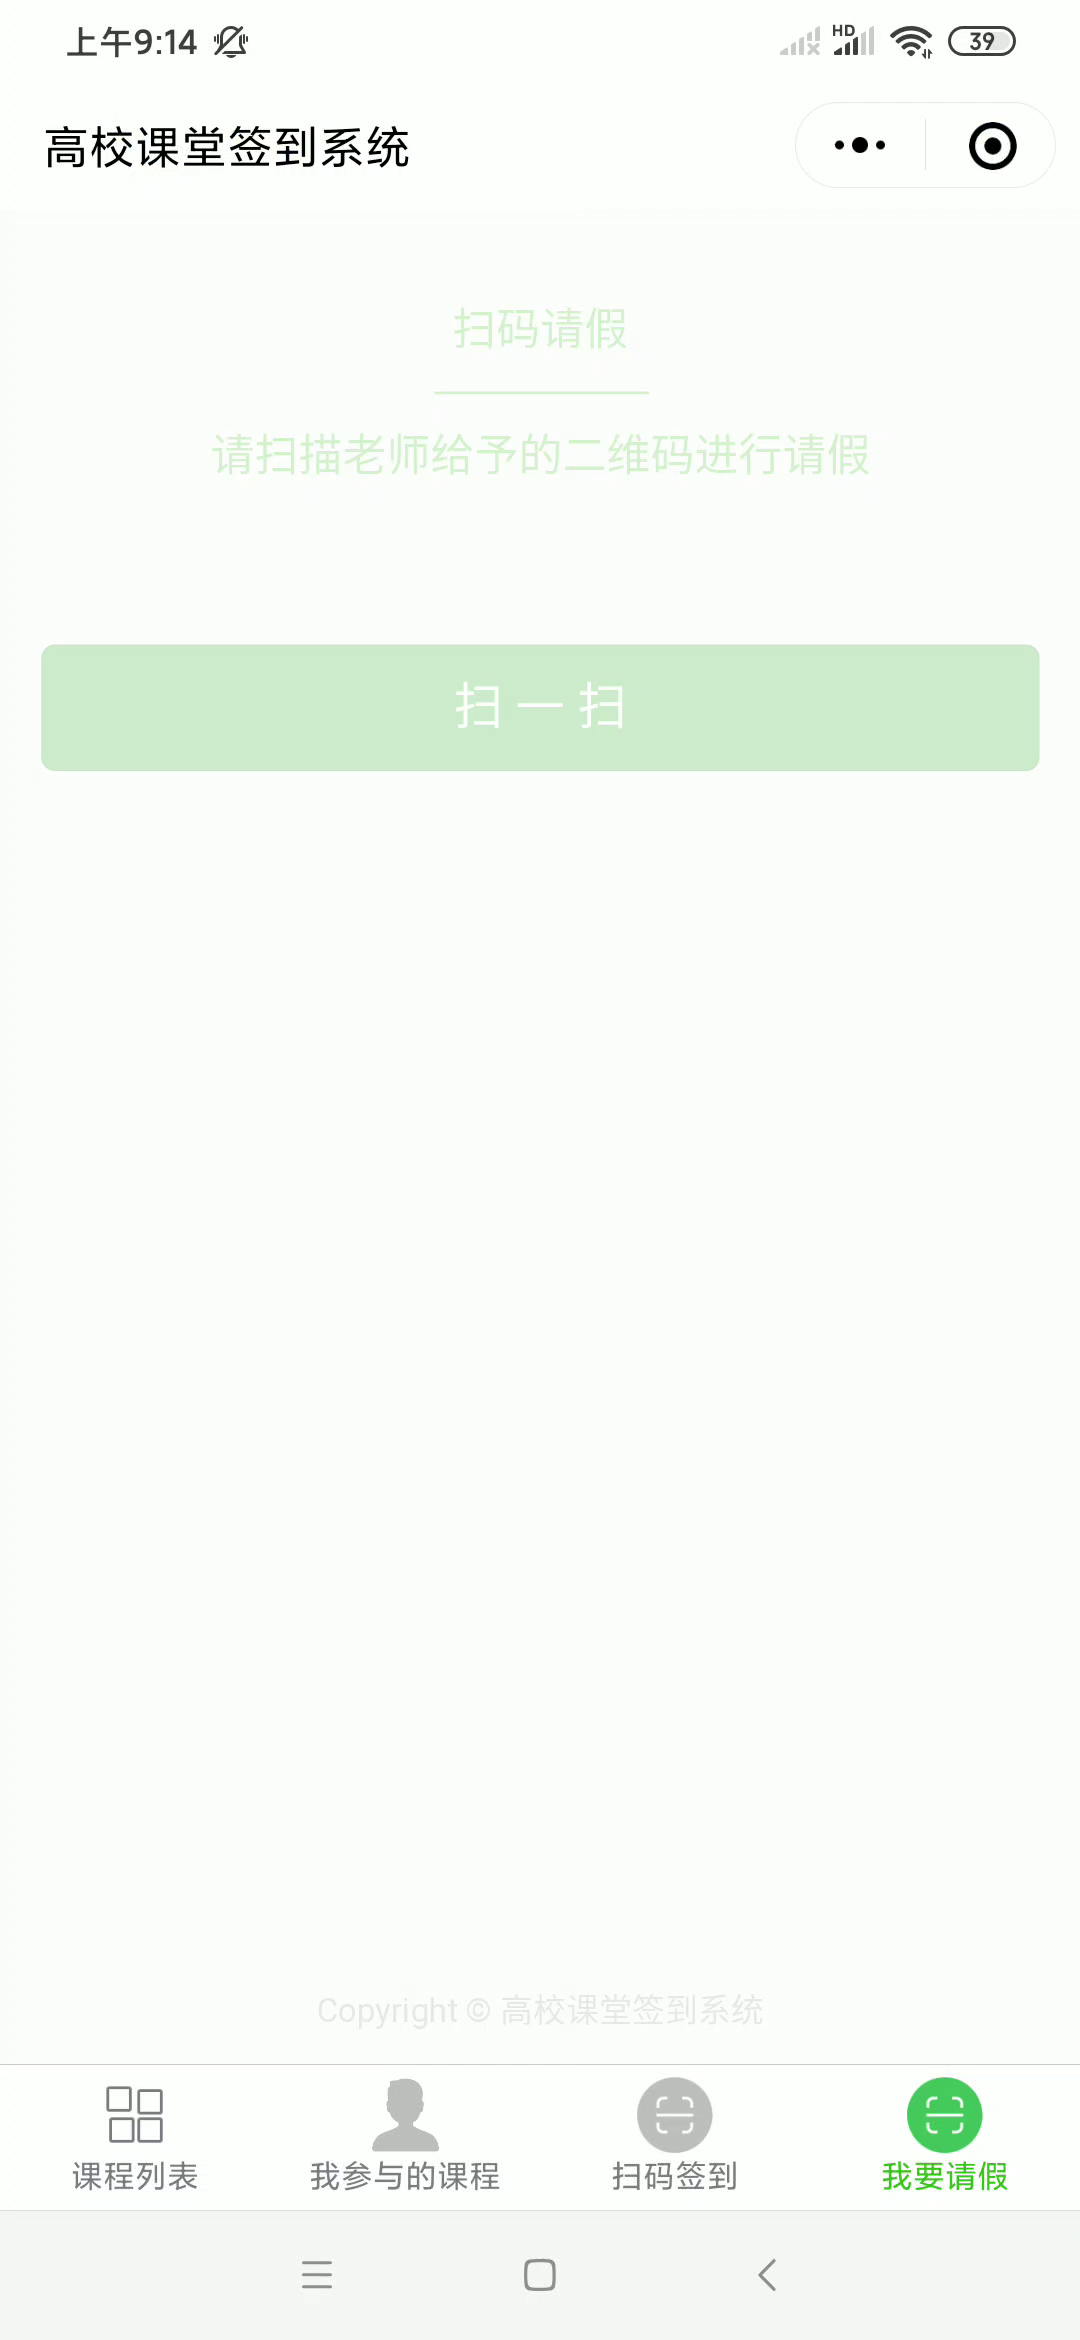 上午9:14 HD 39
高校课堂签到系统
扫码请假
请扫描老师给予的二维码进行请假
扫一扫
Copyright © 高校课堂签到系统
课程列表 我参与的课程 扫码签到 我要请假